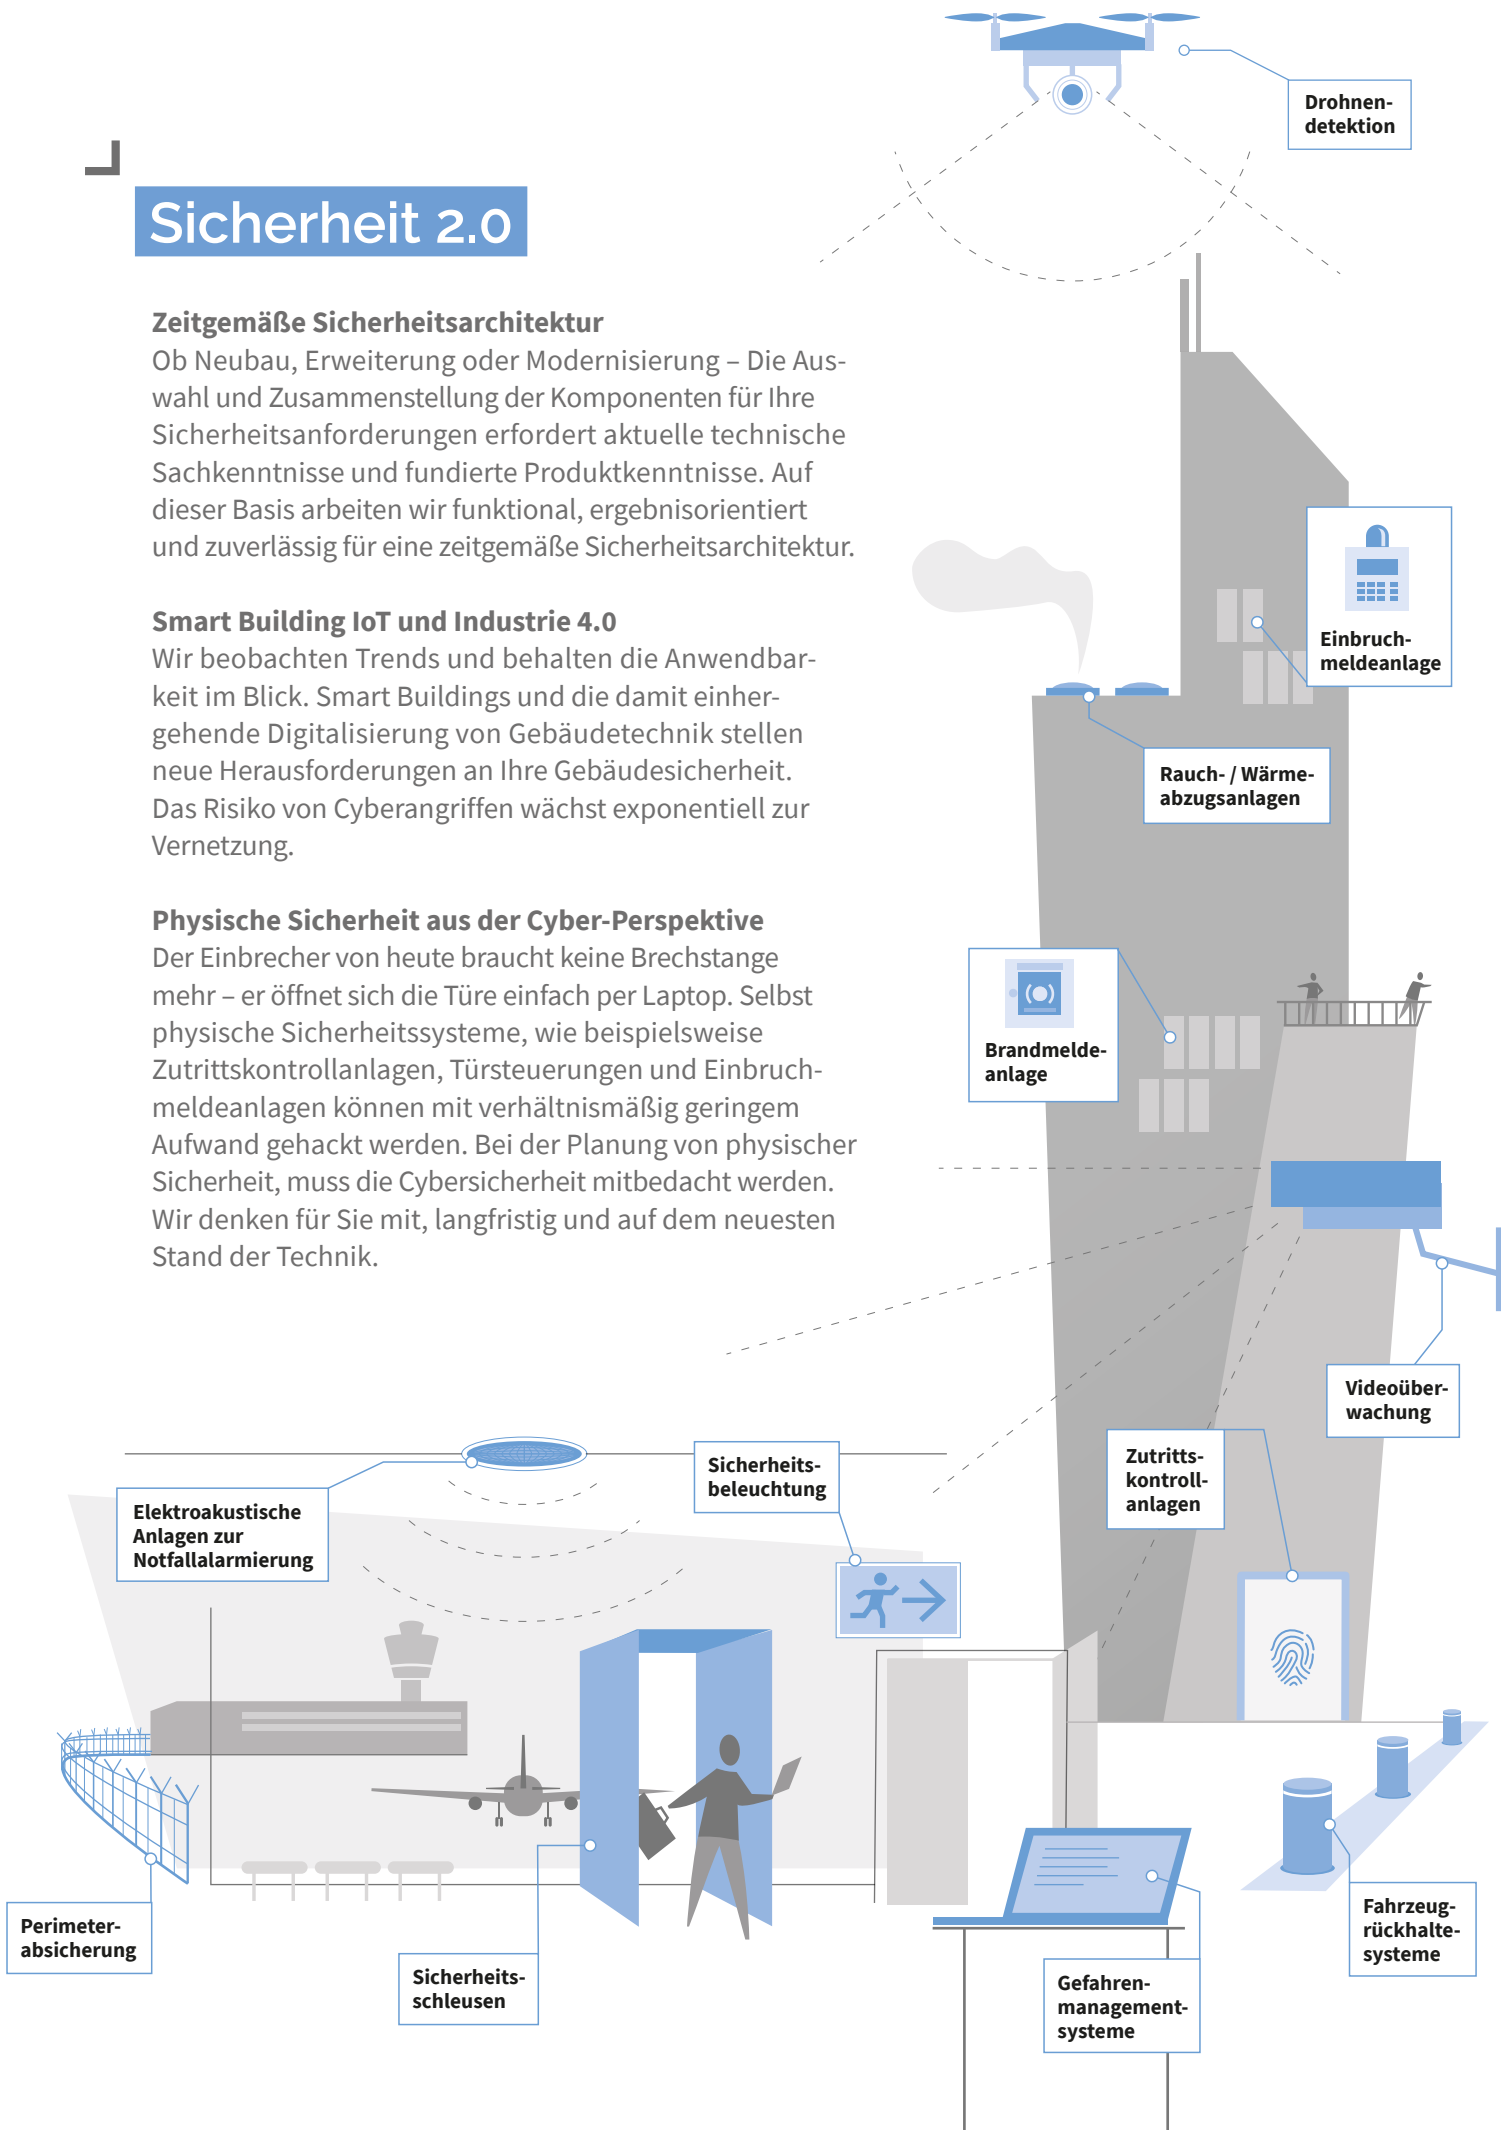 Drohnen-
detektion
Sicherheit 2.0
Zeitgemäße Sicherheitsarchitektur
Ob Neubau, Erweiterung oder Modernisierung – Die Aus-
wahl und Zusammenstellung der Komponenten für Ihre
Sicherheitsanforderungen erfordert aktuelle technische
Sachkenntnisse und fundierte Produktkenntnisse. Auf
dieser Basis arbeiten wir funktional, ergebnisorientiert
und zuverlässig für eine zeitgemäße Sicherheitsarchitektur.
Smart Building IoT und Industrie 4.0
Wir beobachten Trends und behalten die Anwendbar-
keit im Blick. Smart Buildings und die damit einher-
gehende Digitalisierung von Gebäudetechnik stellen
neue Herausforderungen an Ihre Gebäudesicherheit.
Das Risiko von Cyberangriffen wächst exponentiell zur
Vernetzung.
Physische Sicherheit aus der Cyber-Perspektive
Der Einbrecher von heute braucht keine Brechstange
mehr – er öffnet sich die Türe einfach per Laptop. Selbst
physische Sicherheitssysteme, wie beispielsweise
Zutrittskontrollanlagen, Türsteuerungen und Einbruch-
meldeanlagen können mit verhältnismäßig geringem
Aufwand gehackt werden. Bei der Planung von physischer
Sicherheit, muss die Cybersicherheit mitbedacht werden.
Wir denken für Sie mit, langfristig und auf dem neuesten
Stand der Technik.
Einbruch-
meldeanlage
Rauch- / Wärme-
abzugsanlagen
Brandmelde-
anlage
Videoüber-
wachung
Zutritts-
kontroll-
anlagen
Sicherheits-
beleuchtung
Elektroakustische
Anlagen zur
Notfallalarmierung
Perimeter-
absicherung
Sicherheits-
schleusen
Gefahren-
management-
systeme
Fahrzeug-
rückhalte-
systeme